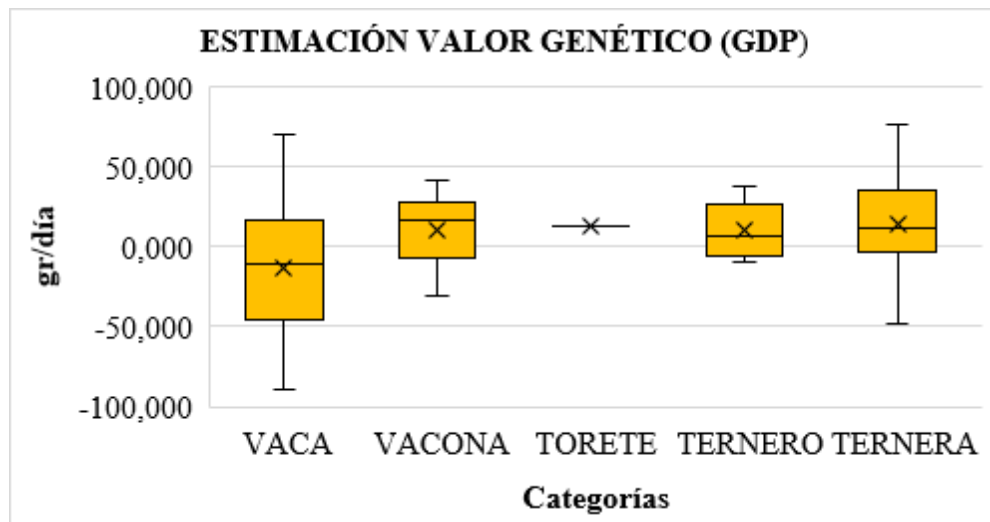 ESTIMACIÓN VALOR GENÉTICO (GDP)
100,000
50,000
0,000
-50,000
-100,000
gr/día
VACA VACONA TORETE TERNERO TERNERA
Categorías